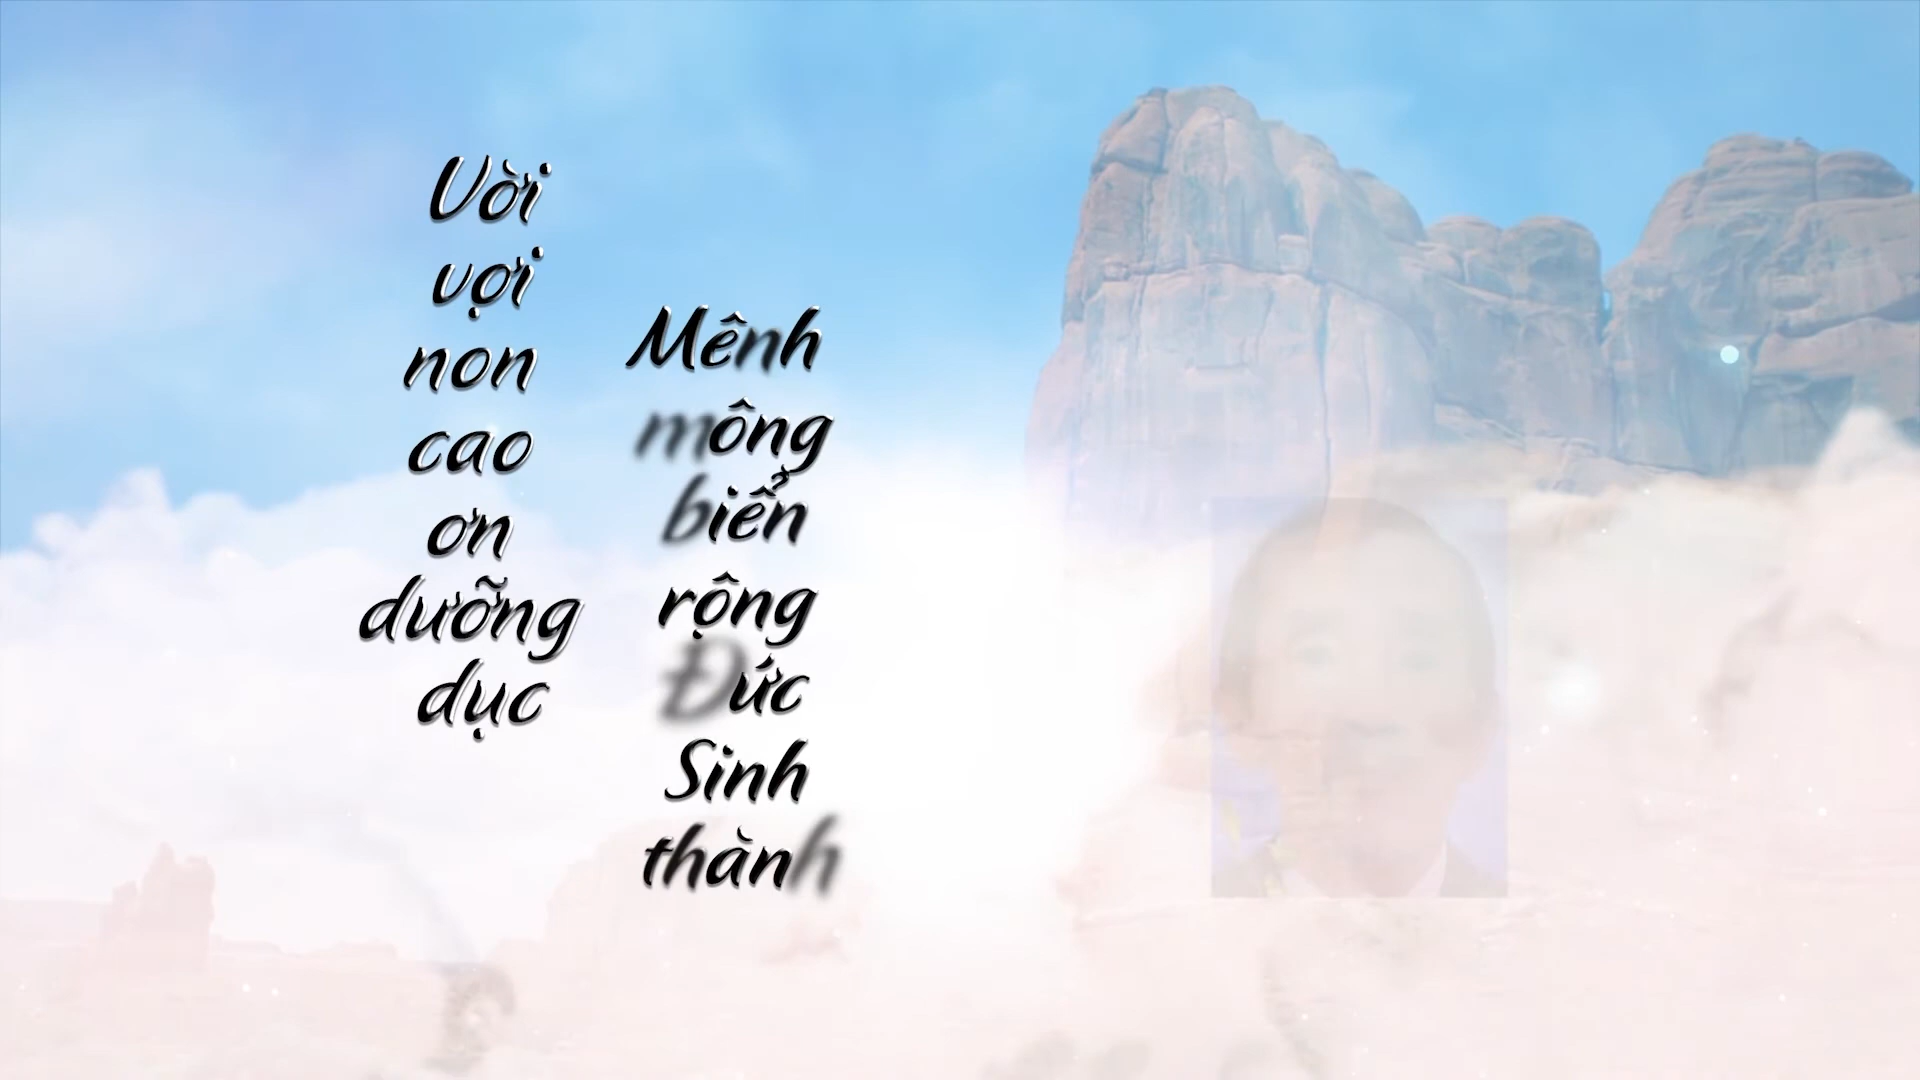 Vời
vợi
non
cao
ơn
dưỡng
dục
Mênh
mông
biển
rộng
Đức
Sinh
thành